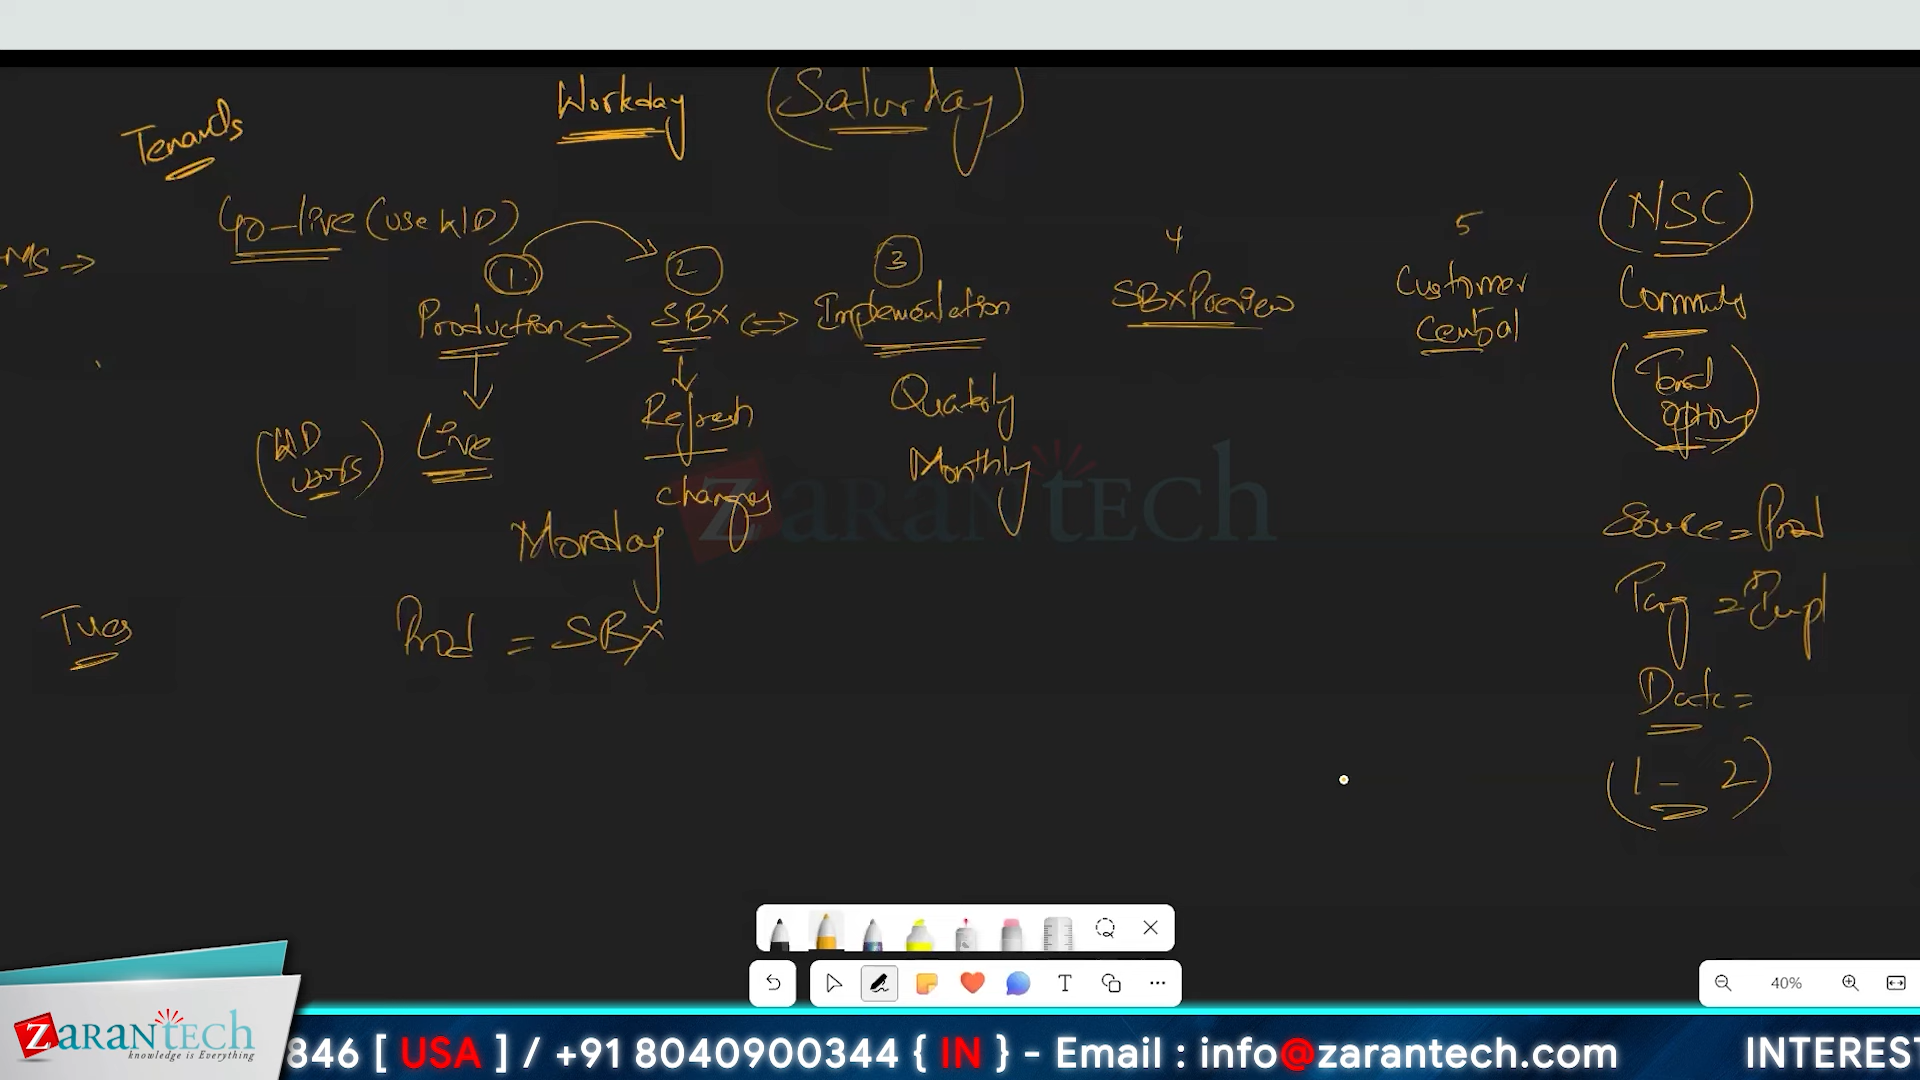 Workday (Saturday)
Tenants
Go-live (use WD)
MS →
1
2
3
4
5
(NSC)
Production ⇔ SBX ⇔ Implementation
SBX Preview
Customer
Central
Community
(WD
users)
Live
Refresh
changes
Quaterly
Monthly
Monday
Source = Prod
Targ = Impl
Tues
Prod = SBX
Date =
(1 - 2)
ZARANTECH
T
40%
ZARANTECH
knowledge is Everything
846 [ USA ] / +91 8040900344 { IN } - Email : info@zarantech.com INTEREST